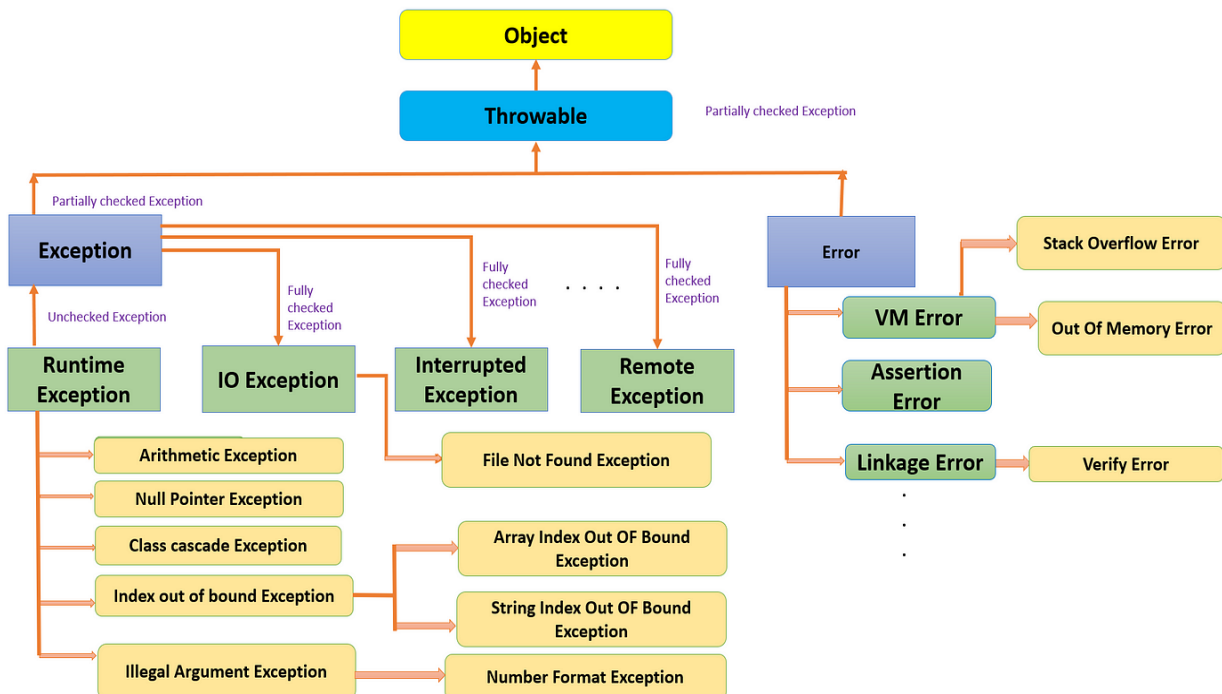 Object
Throwable
Partially checked Exception
Partially checked Exception
Exception
Error
Stack Overflow Error
Fully
checked
Exception
Fully
checked
Exception
. . . .
Fully
checked
Exception
Unchecked Exception
VM Error
Out Of Memory Error
Runtime
Exception
IO Exception
Interrupted
Exception
Remote
Exception
Assertion
Error
Arithmetic Exception
File Not Found Exception
Linkage Error
Verify Error
Null Pointer Exception
.
.
.
Class cascade Exception
Array Index Out OF Bound
Exception
Index out of bound Exception
String Index Out OF Bound
Exception
Illegal Argument Exception
Number Format Exception